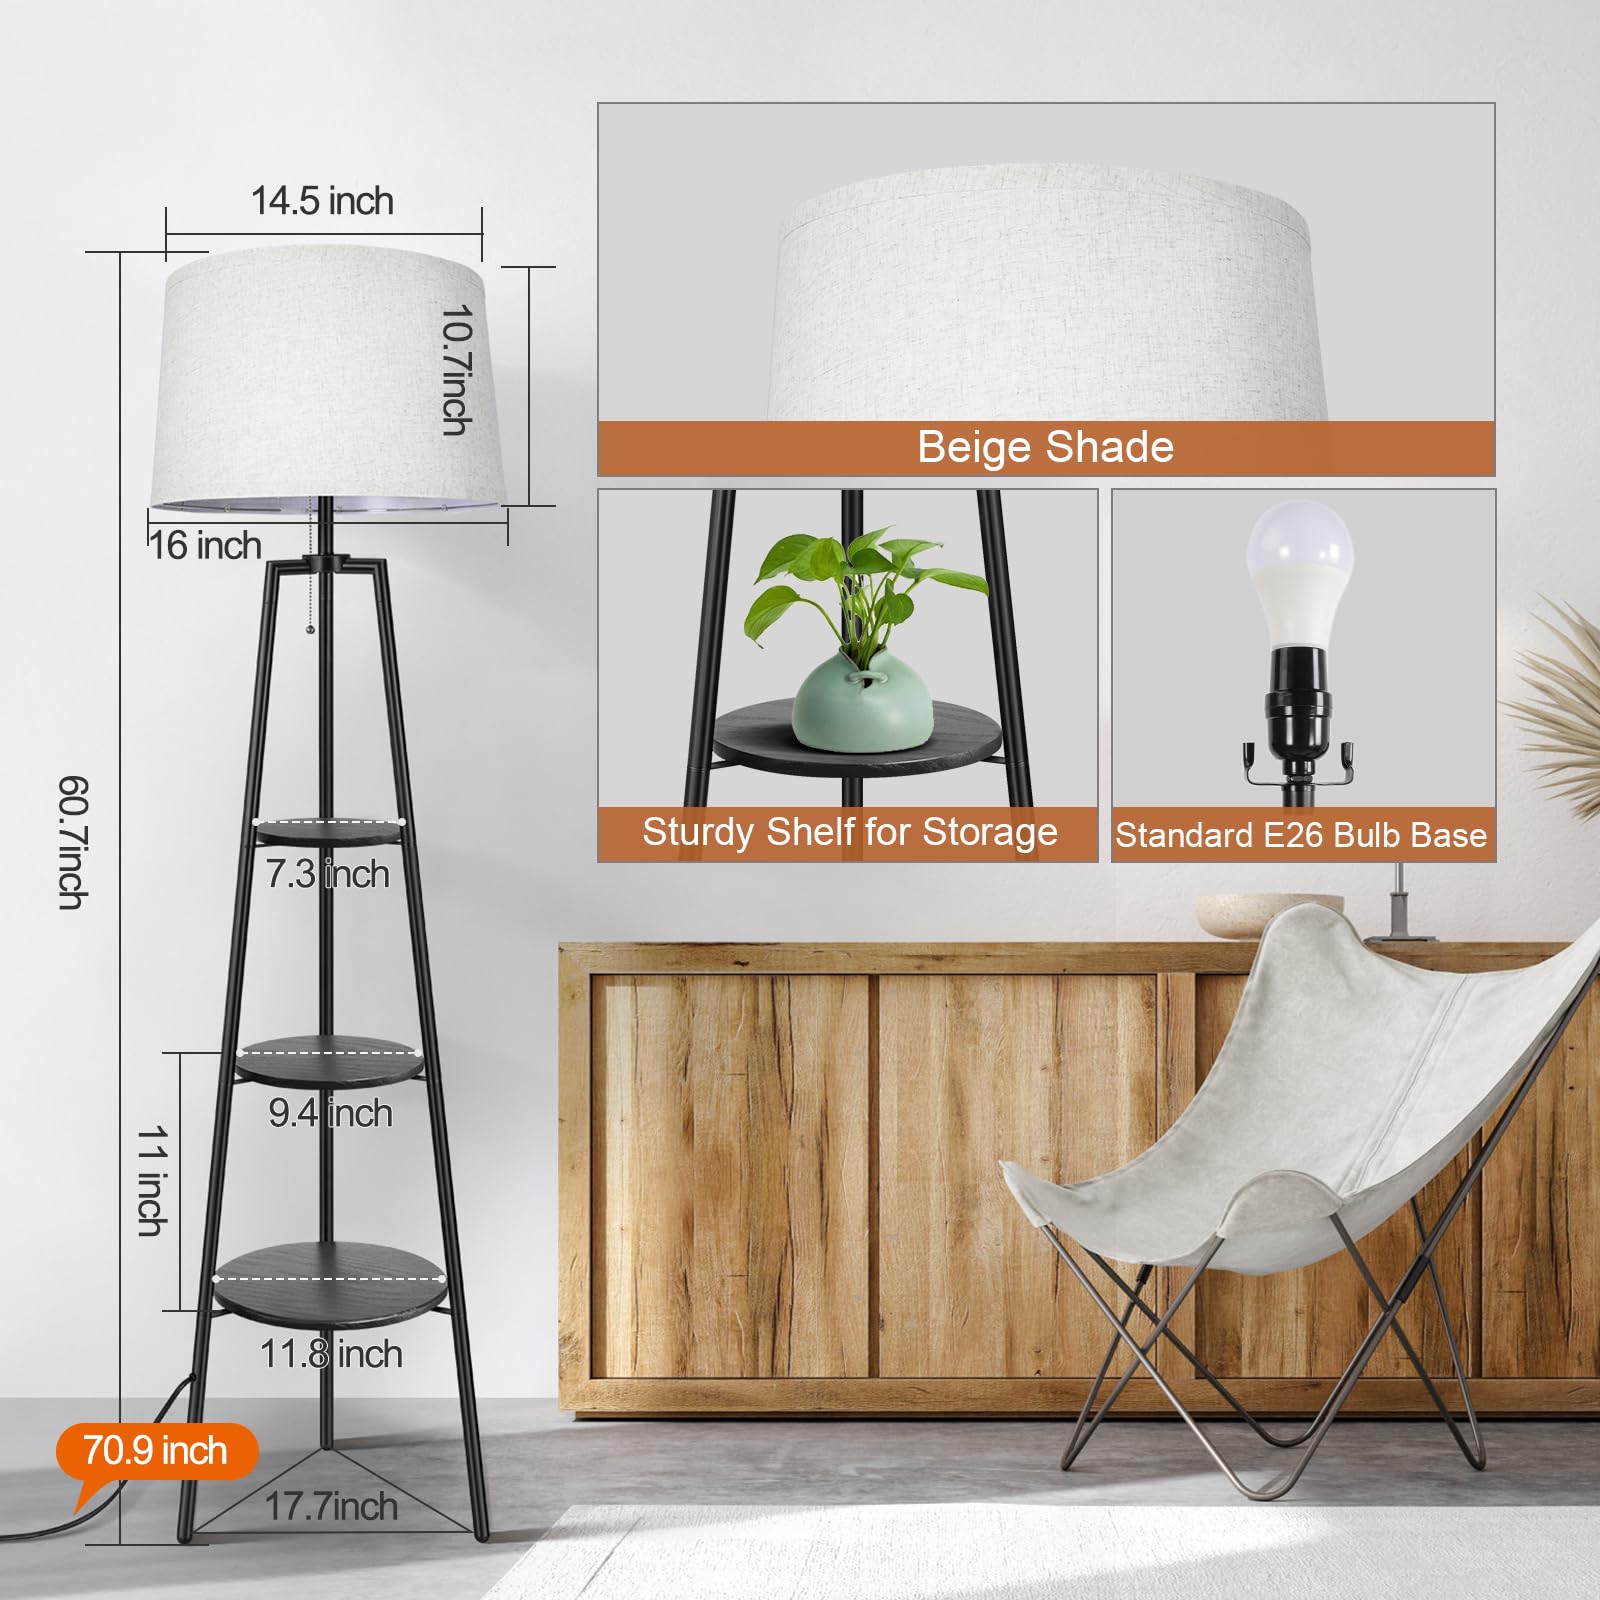 14.5 inch
10.7inch
16 inch
60.7inch
7.3 inch
9.4 inch
11 inch
11.8 inch
70.9 inch
17.7inch
Beige Shade
Sturdy Shelf for Storage
Standard E26 Bulb Base